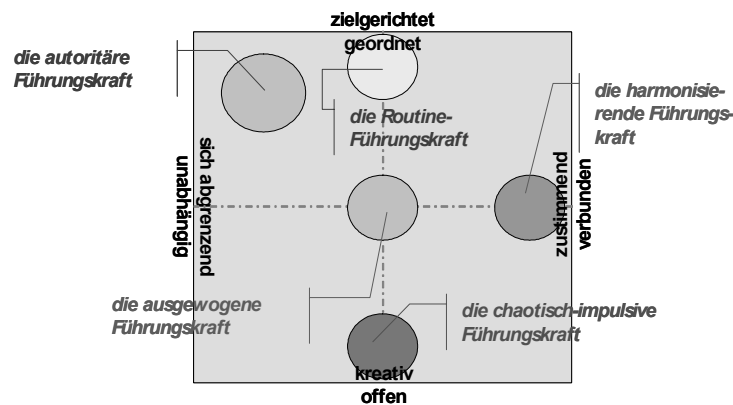 zielgerichtet
geordnet
die autoritäre
Führungskraft
die Routine-
Führungskraft
die harmonisie-
rende Führungs-
kraft
unabhängig
sich abgrenzend
zustimmend
verbunden
die ausgewogene
Führungskraft
die chaotisch-impulsive
Führungskraft
kreativ
offen